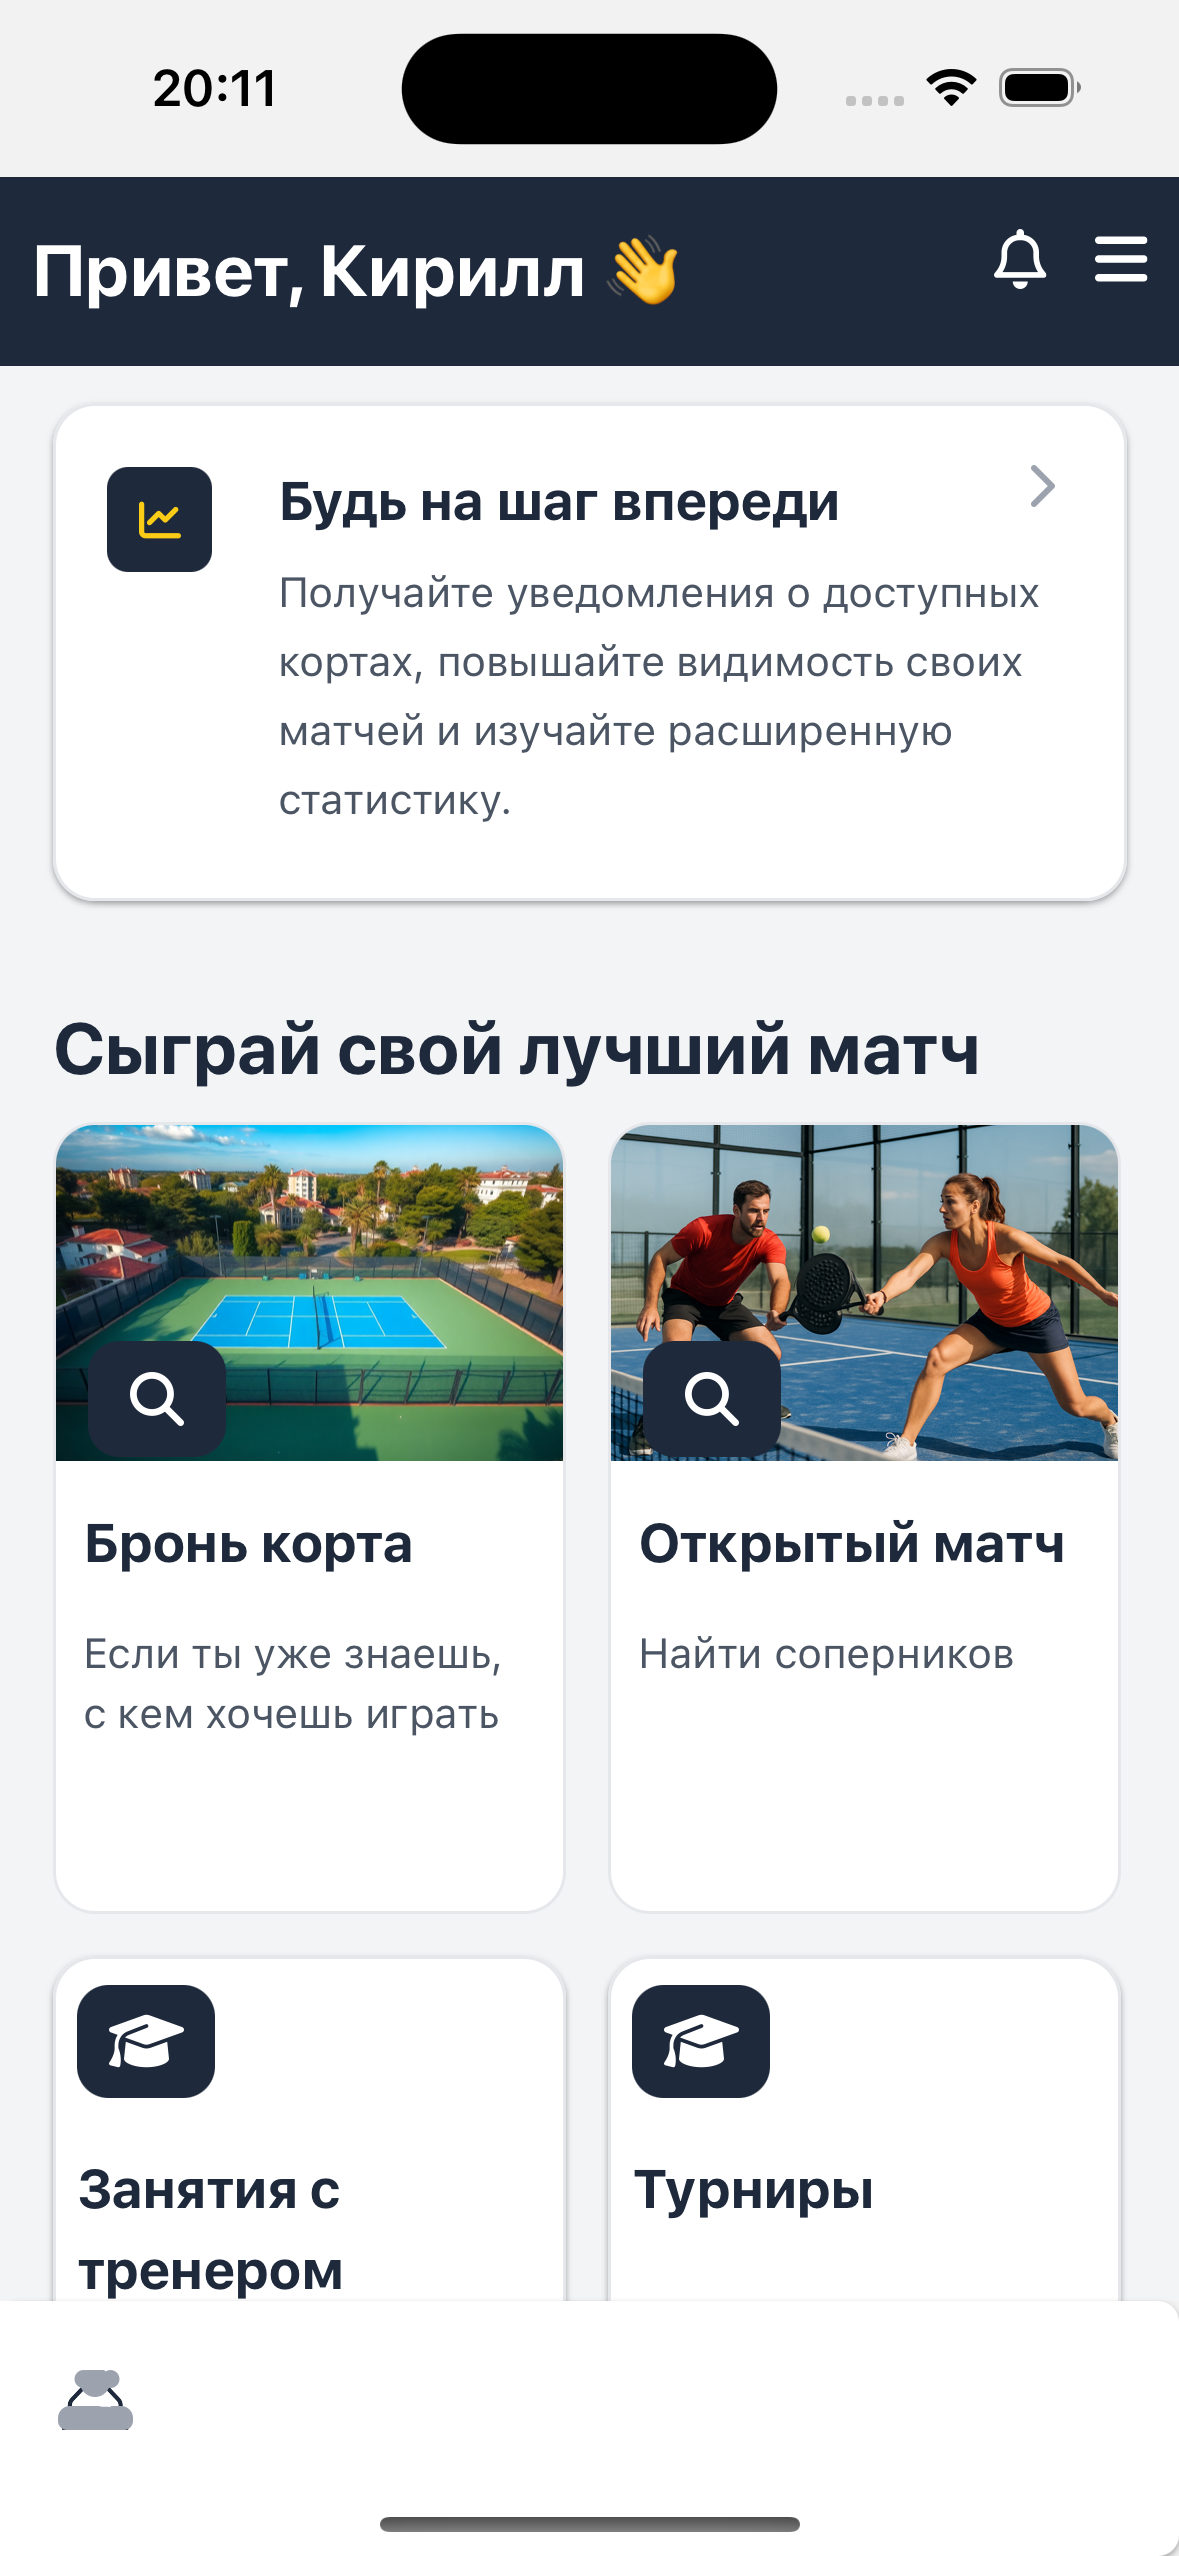 20:11
Привет, Кирилл 👋
Будь на шаг впереди
Получайте уведомления о доступных
кортах, повышайте видимость своих
матчей и изучайте расширенную
статистику.
Сыграй свой лучший матч
Бронь корта
Если ты уже знаешь,
с кем хочешь играть
Открытый матч
Найти соперников
Занятия с
тренером
Турниры